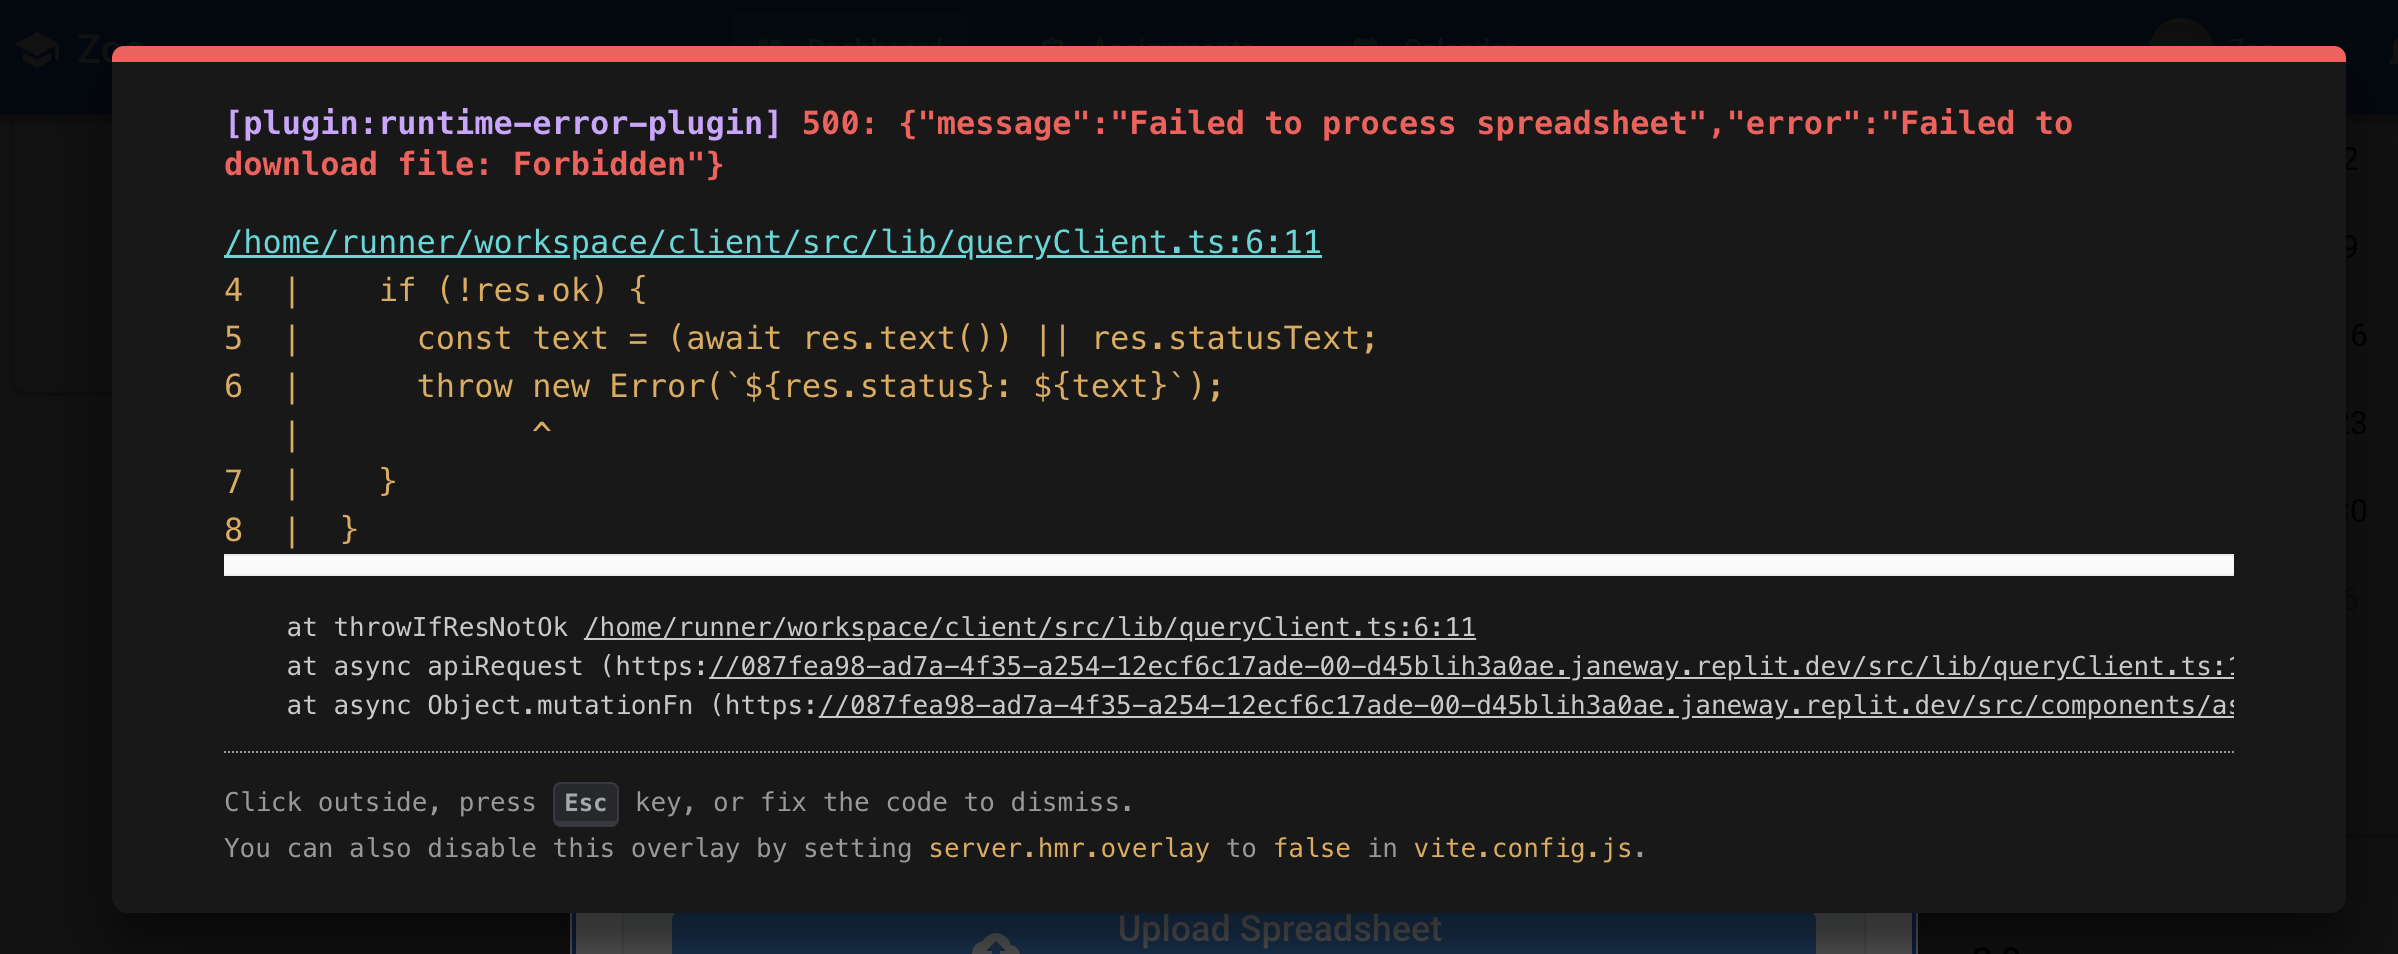 [plugin:runtime-error-plugin] 500: {"message":"Failed to process spreadsheet","error":"Failed to
download file: Forbidden"}
/home/runner/workspace/client/src/lib/queryClient.ts:6:11
4  |    if (!res.ok) {
5  |      const text = (await res.text()) || res.statusText;
6  |      throw new Error(`${res.status}: ${text}`);
   |            ^
7  |    }
8  |  }
at throwIfResNotOk /home/runner/workspace/client/src/lib/queryClient.ts:6:11
at async apiRequest (https://087fea98-ad7a-4f35-a254-12ecf6c17ade-00-d45blih3a0ae.janeway.replit.dev/src/lib/queryClient.ts:1
at async Object.mutationFn (https://087fea98-ad7a-4f35-a254-12ecf6c17ade-00-d45blih3a0ae.janeway.replit.dev/src/components/as
Click outside, press Esc key, or fix the code to dismiss.
You can also disable this overlay by setting server.hmr.overlay to false in vite.config.js.
Upload Spreadsheet